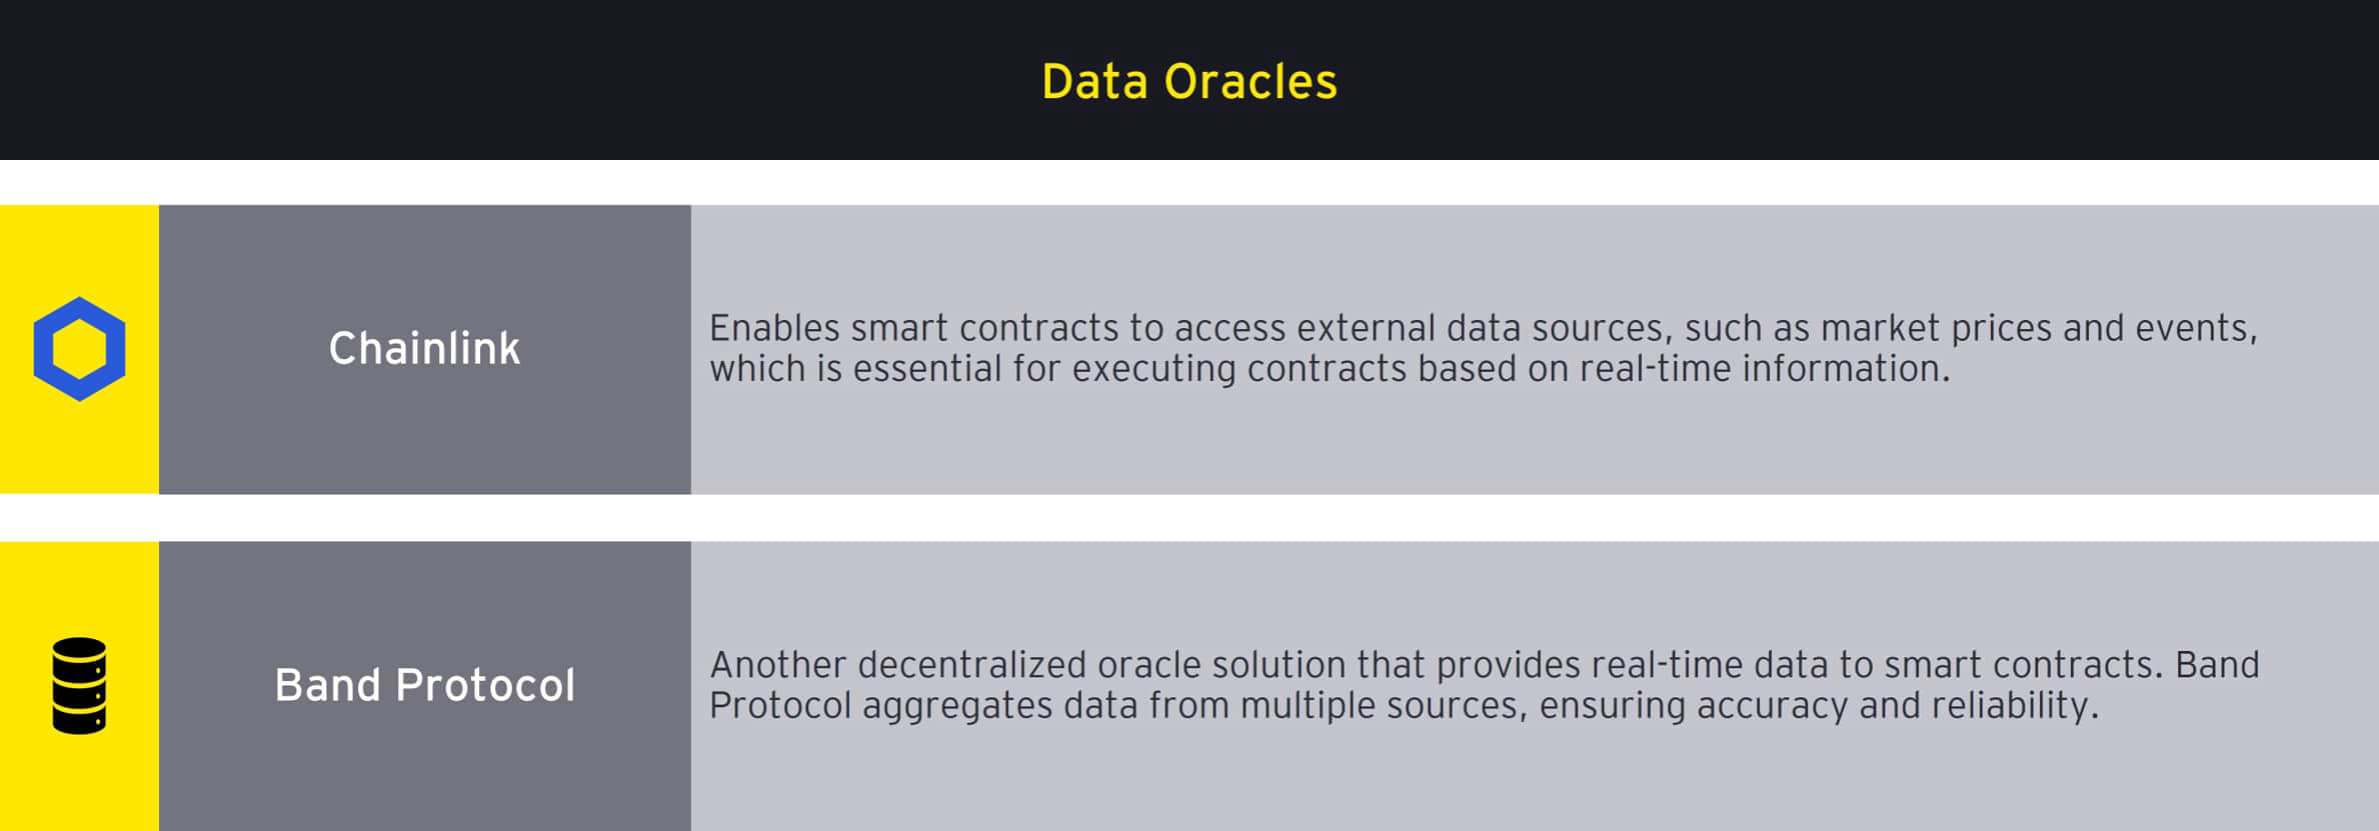 Data Oracles
Chainlink
Enables smart contracts to access external data sources, such as market prices and events,
which is essential for executing contracts based on real-time information.
Band Protocol
Another decentralized oracle solution that provides real-time data to smart contracts. Band
Protocol aggregates data from multiple sources, ensuring accuracy and reliability.